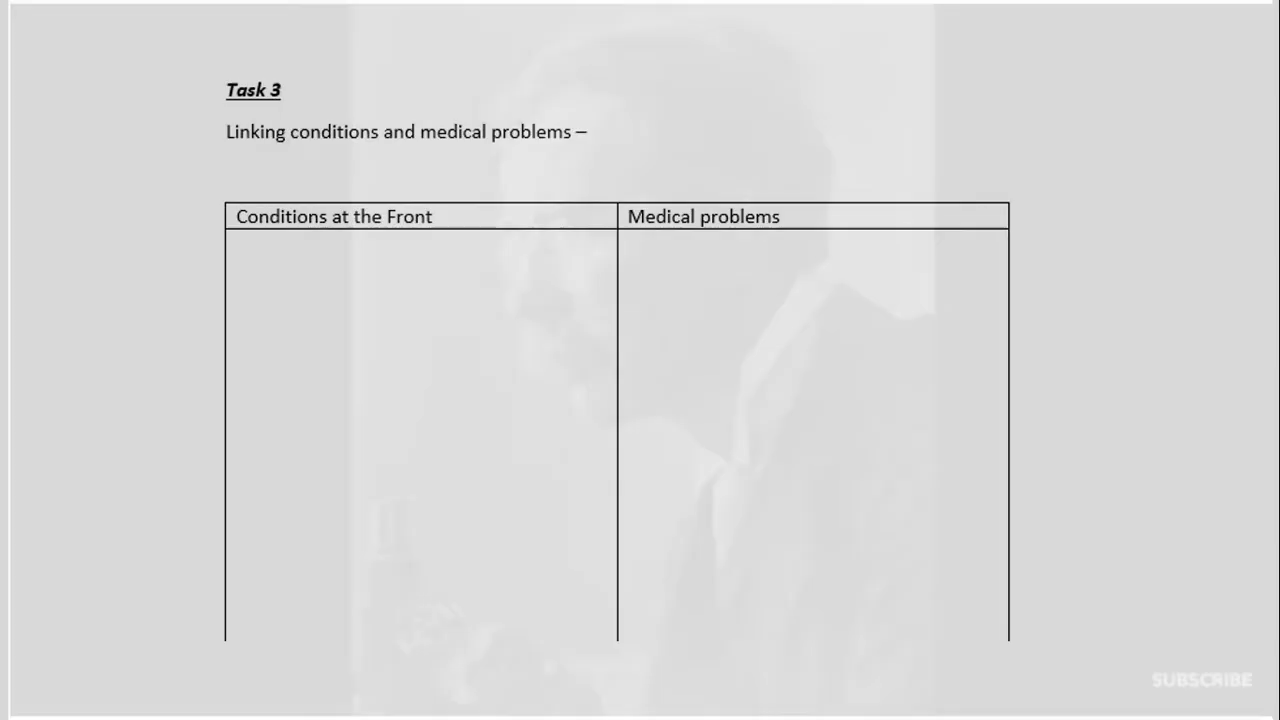 Task 3
Linking conditions and medical problems –
Conditions at the Front
Medical problems
SUBSCRIBE